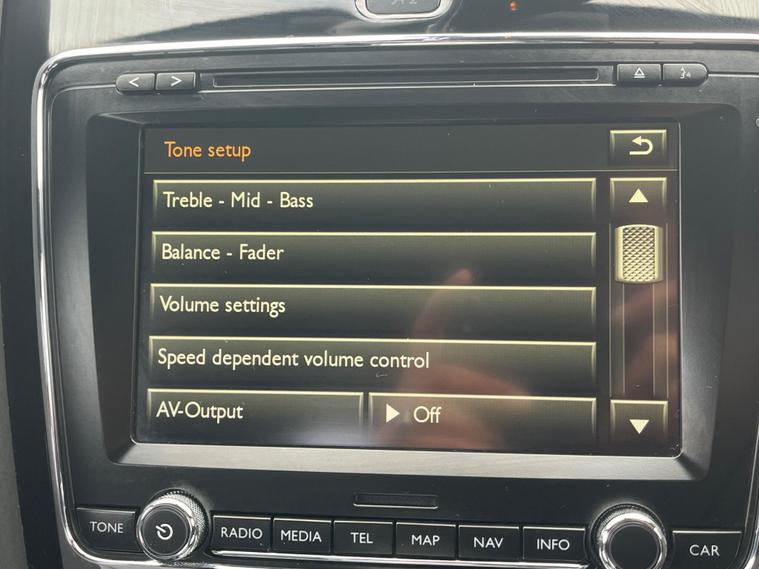 < >
Tone setup
Treble - Mid - Bass
Balance - Fader
Volume settings
Speed dependent volume control
AV-Output Off
TONE RADIO MEDIA TEL MAP NAV INFO CAR